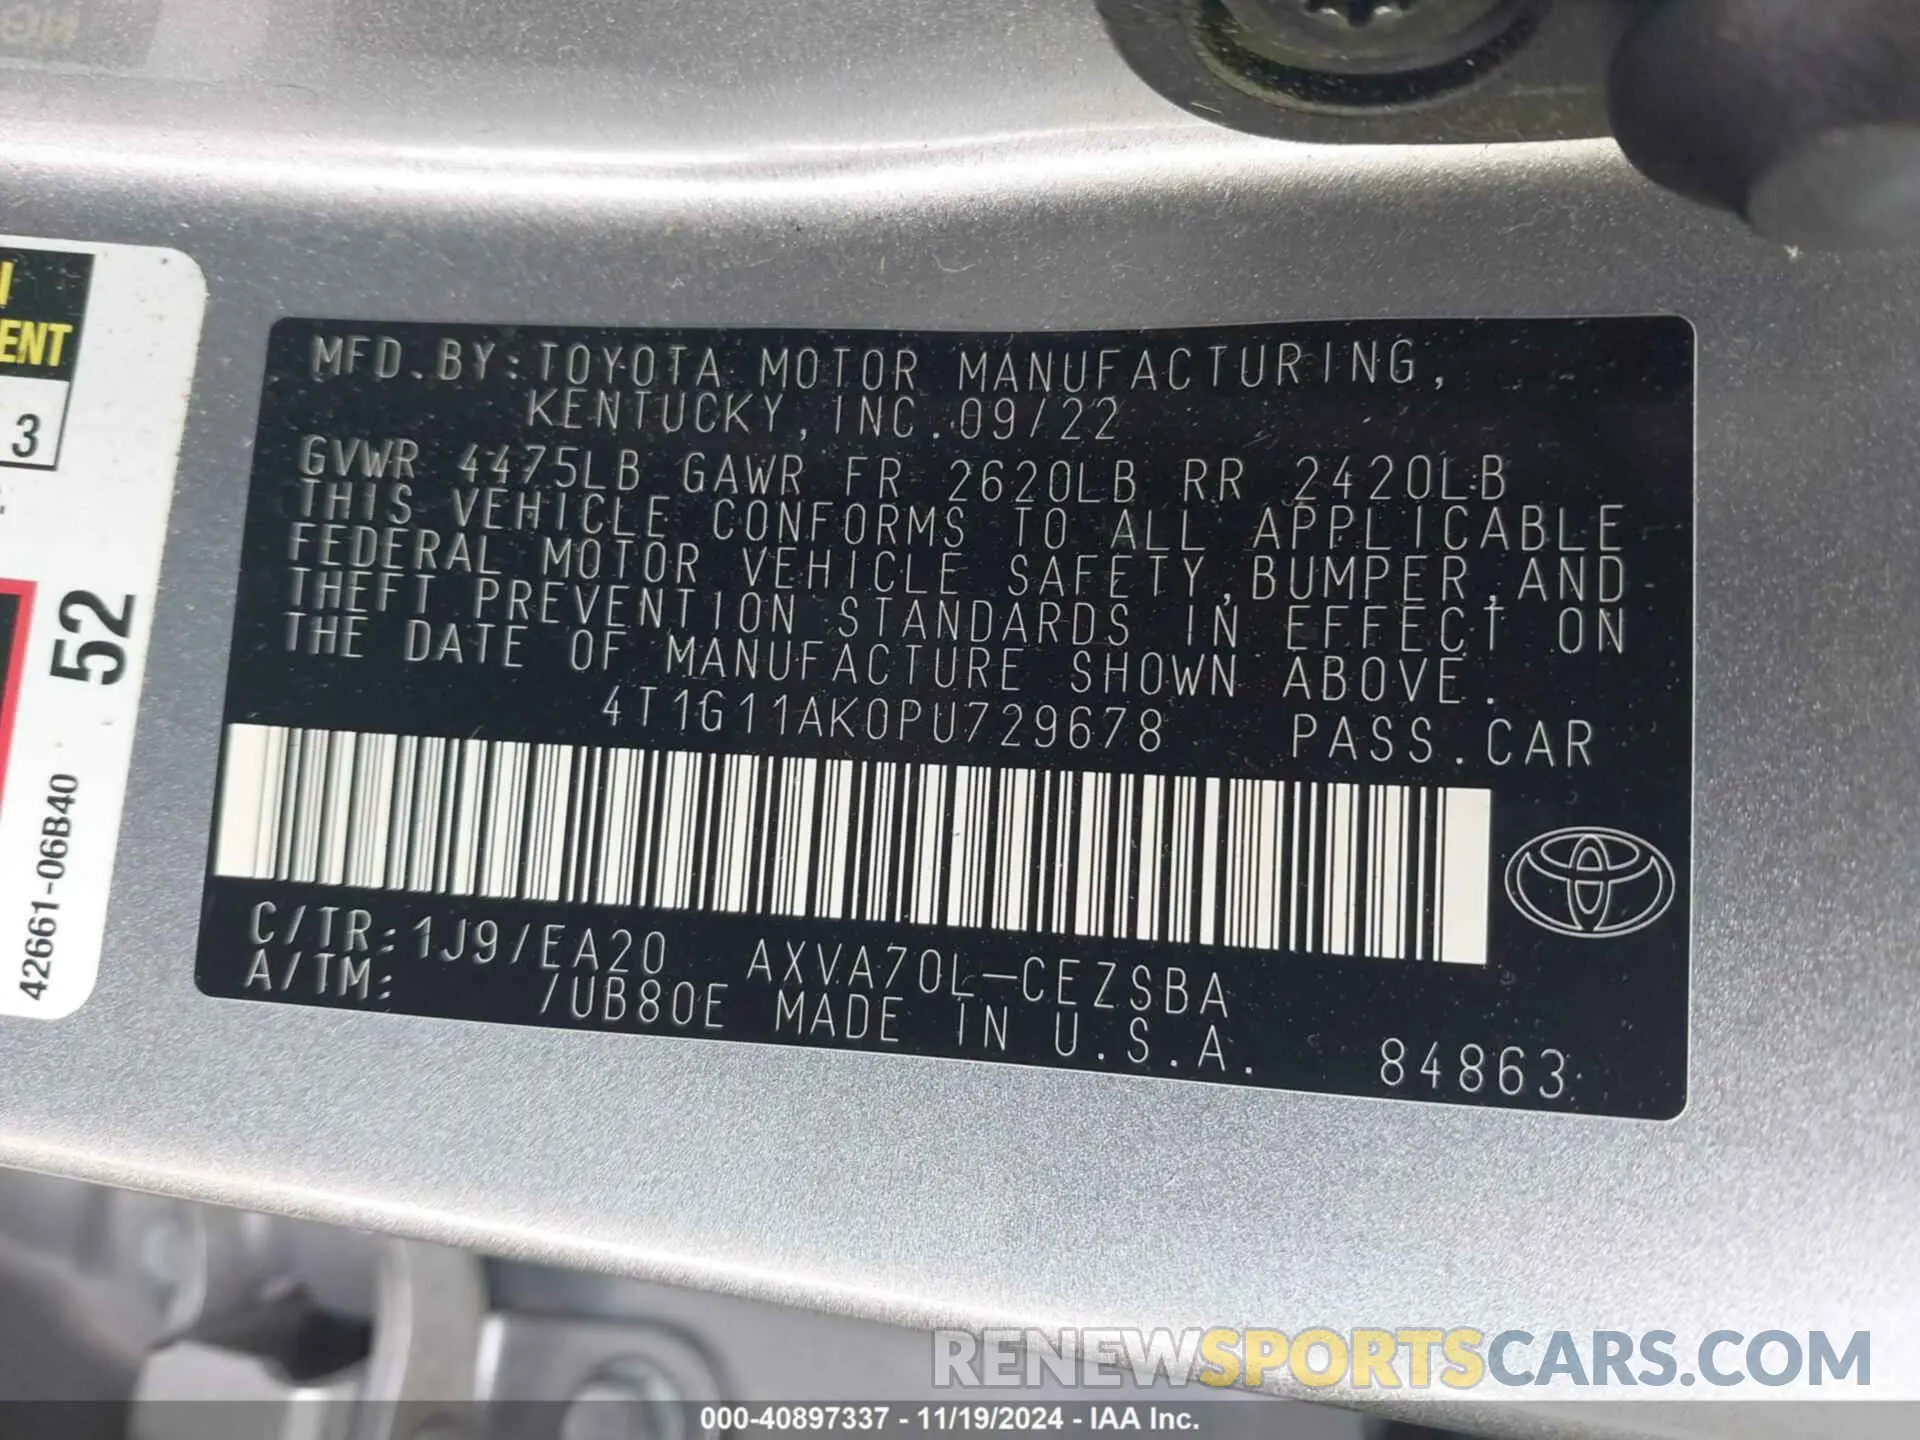 ENT
3
52
42661-06B40
MFD.BY:TOYOTA MOTOR MANUFACTURING,
KENTUCKY, INC.09/22
GVWR 4475LB GAWR FR 2620LB RR 2420LB
THIS VEHICLE CONFORMS TO ALL APPLICABLE
FEDERAL MOTOR VEHICLE SAFETY,BUMPER,AND
THEFT PREVENTION STANDARDS IN EFFECT ON
THE DATE OF MANUFACTURE SHOWN ABOVE.
4T1G11AK0PU729678 PASS.CAR
C/TR:1J9/EA20 AXVA70L-CEZSBA
A/TM: /UB80E MADE IN U.S.A.
84863
RENEWSPORTSCARS.COM
000-40897337 - 11/19/2024 - IAA Inc.